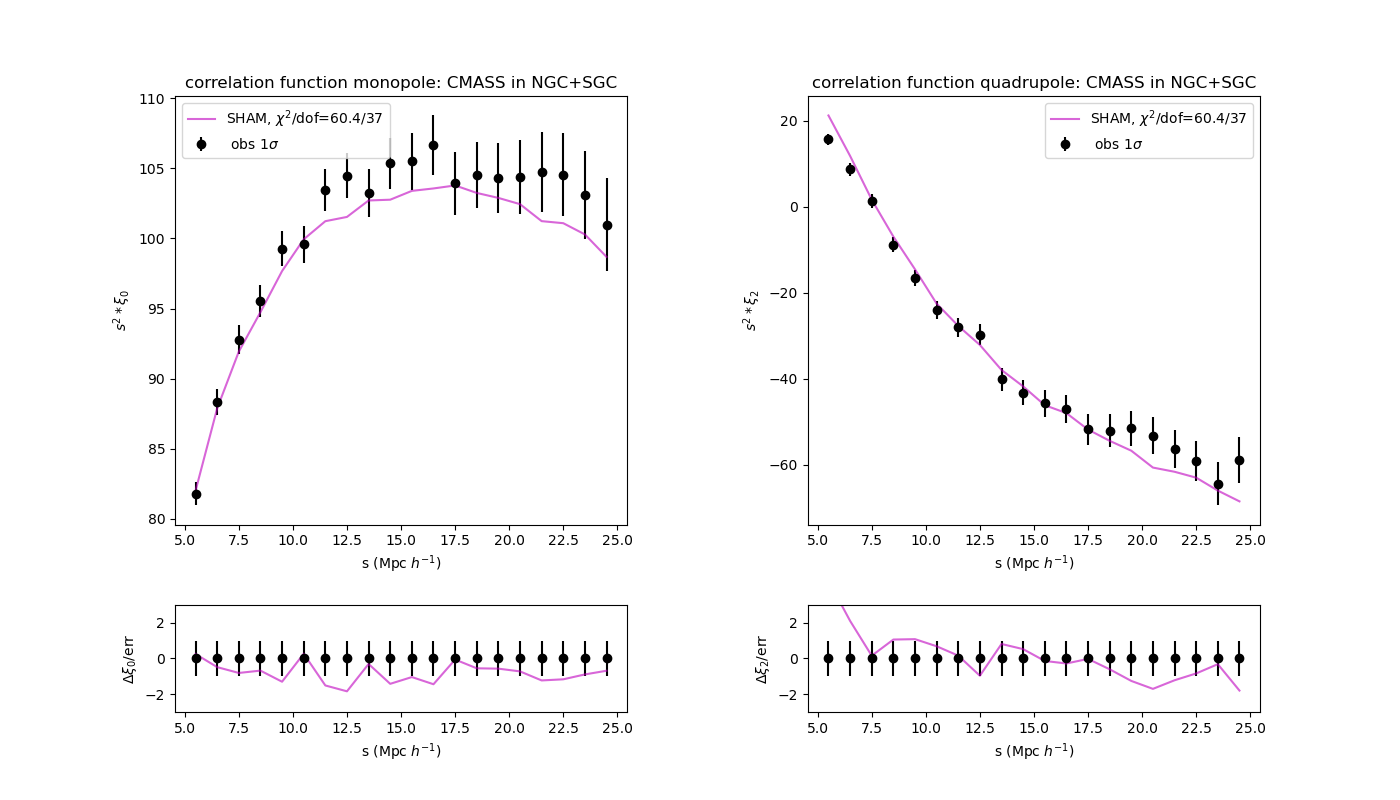 correlation function monopole: CMASS in NGC+SGC
SHAM, χ²/dof=60.4/37
obs 1σ
110
105
100
95
90
85
80
s² * ξ₀
5.0 7.5 10.0 12.5 15.0 17.5 20.0 22.5 25.0
s (Mpc h⁻¹)
correlation function quadrupole: CMASS in NGC+SGC
SHAM, χ²/dof=60.4/37
obs 1σ
20
0
−20
−40
−60
s² * ξ₂
5.0 7.5 10.0 12.5 15.0 17.5 20.0 22.5 25.0
s (Mpc h⁻¹)
2
0
−2
Δξ₀/err
5.0 7.5 10.0 12.5 15.0 17.5 20.0 22.5 25.0
s (Mpc h⁻¹)
2
0
−2
Δξ₂/err
5.0 7.5 10.0 12.5 15.0 17.5 20.0 22.5 25.0
s (Mpc h⁻¹)